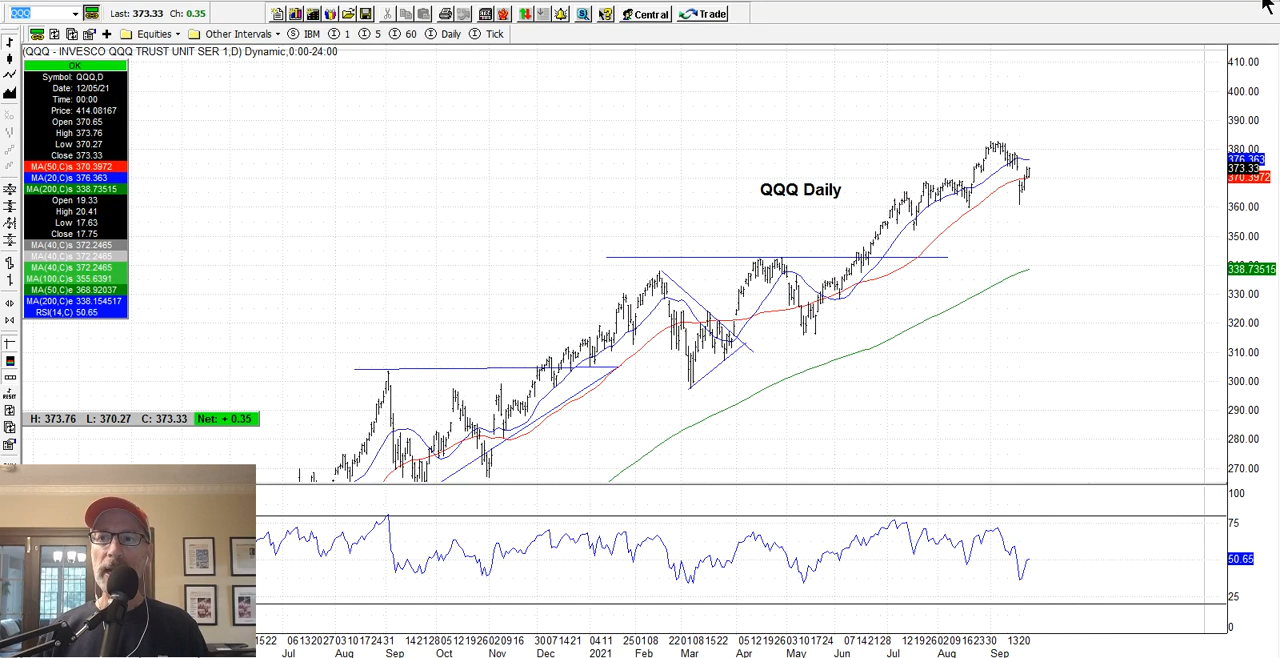 QQQ
Last: 373.33 Ch: 0.35
Central
Trade
Equities
Other Intervals
IBM
1
5
60
Daily
Tick
(QQQ - INVESCO QQQ TRUST UNIT SER 1,D) Dynamic,0:00-24:00
OK
Symbol: QQQ,D
Date: 12/05/21
Time: 00:00
Price: 414.08167
Open 370.65
High 373.76
Low 370.27
Close 373.33
MA(50,C)s 370.3972
MA(20,C)s 376.363
MA(200,C)s 338.73515
Open 19.33
High 20.41
Low 17.63
Close 17.75
MA(40,C)s 372.2465
MA(40,C)s 372.2465
MA(40,C)s 372.2465
MA(100,C)s 355.6391
MA(50,C)e 368.92037
MA(200,C)e 338.154517
RSI(14,C) 50.65
QQQ Daily
410.00
400.00
390.00
380.00
376.363
373.33
370.3972
360.00
350.00
338.73515
330.00
320.00
310.00
300.00
290.00
280.00
270.00
H: 373.76 L: 370.27 C: 373.33 Net: + 0.35
RESET
100
75
50.65
25
0
Jul Aug Sep Oct Nov Dec 2021 Feb Mar Apr May Jun Jul Aug Sep